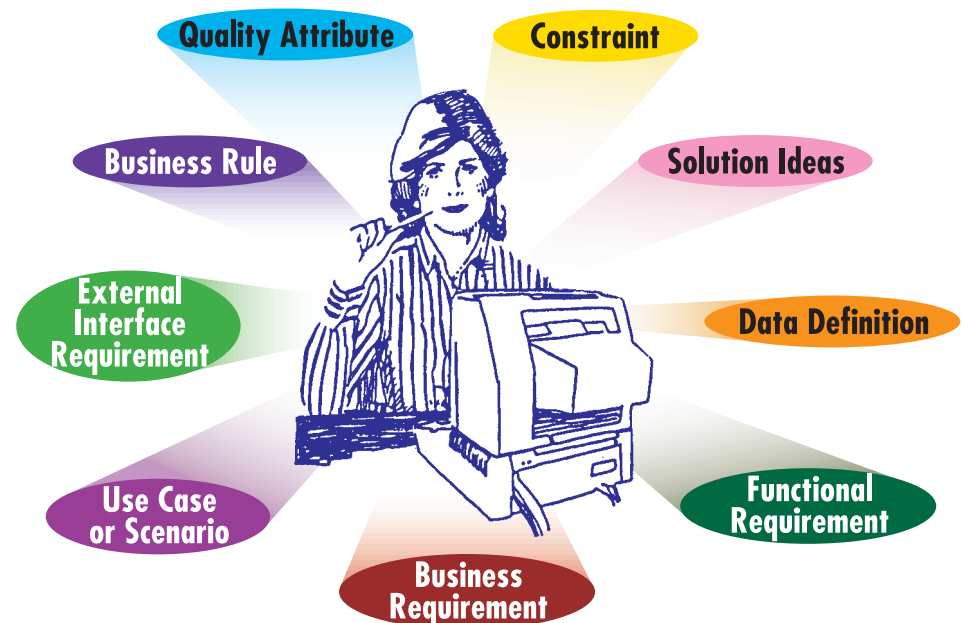 Quality Attribute
Constraint
Business Rule
Solution Ideas
External
Interface
Requirement
Data Definition
Use Case
or Scenario
Functional
Requirement
Business
Requirement